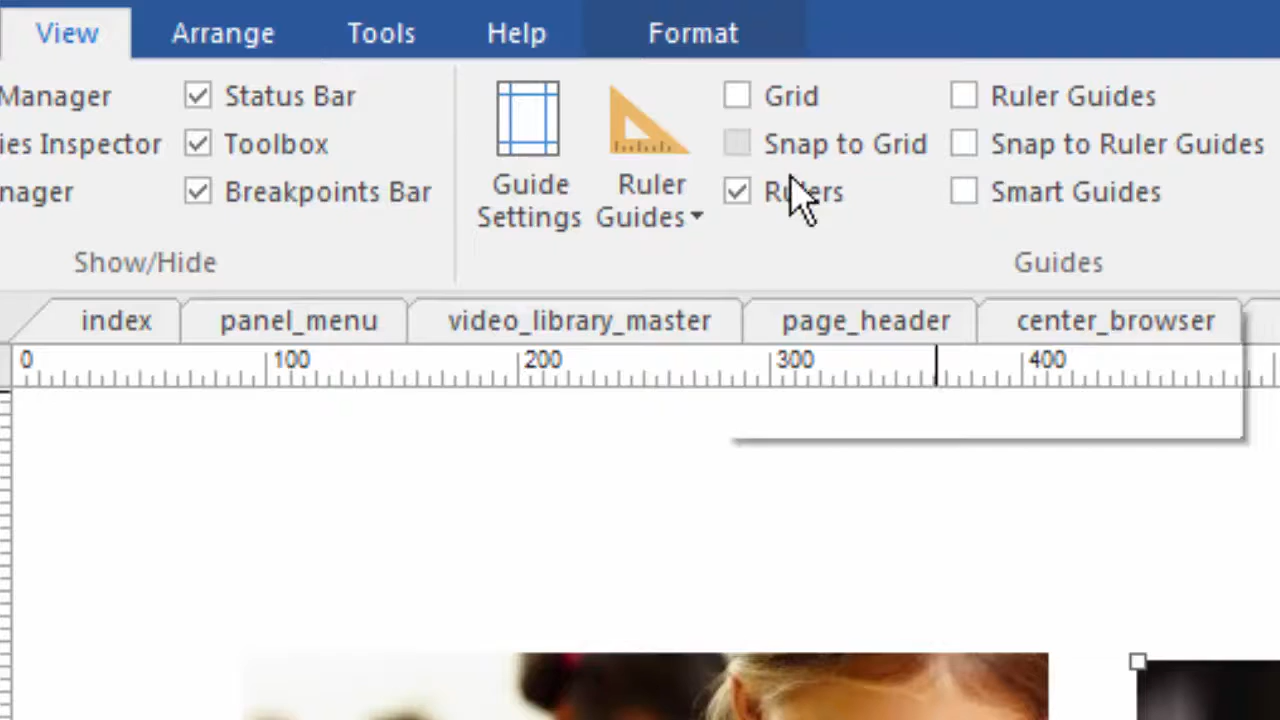 View Arrange Tools Help Format
Manager Status Bar Grid Ruler Guides
ies Inspector Toolbox Snap to Grid Snap to Ruler Guides
nager Breakpoints Bar Rulers Smart Guides
Guide Settings
Ruler Guides
Show/Hide Guides
index panel_menu video_library_master page_header center_browser
0 100 200 300 400